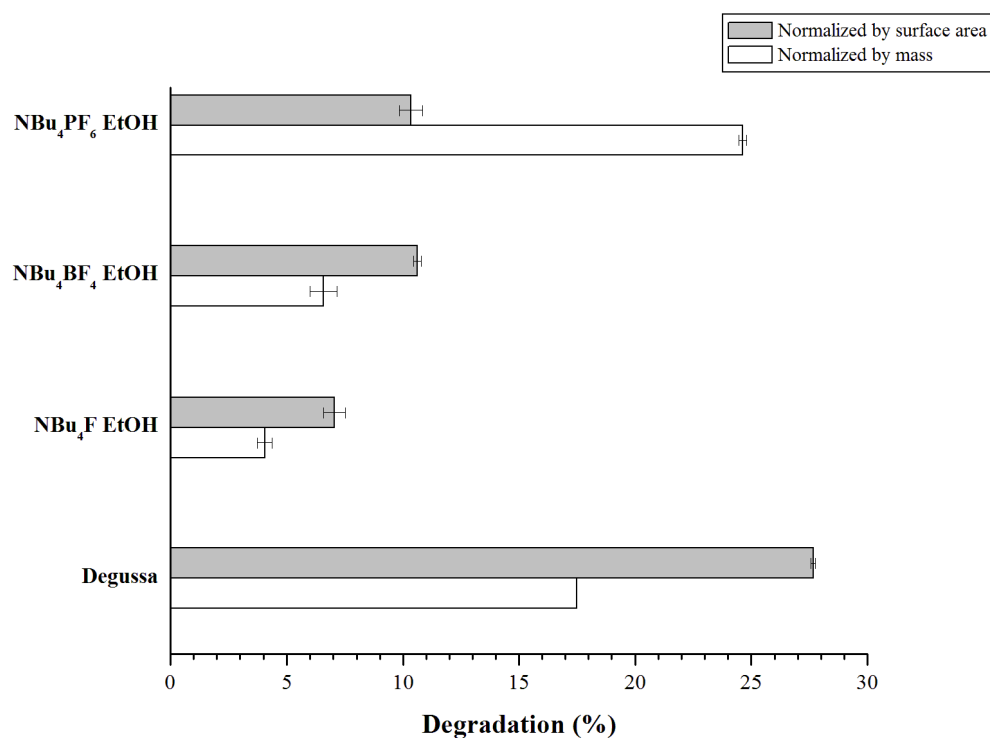 Normalized by surface area
Normalized by mass
NBu₄PF₆ EtOH
NBu₄BF₄ EtOH
NBu₄F EtOH
Degussa
0 5 10 15 20 25 30
Degradation (%)